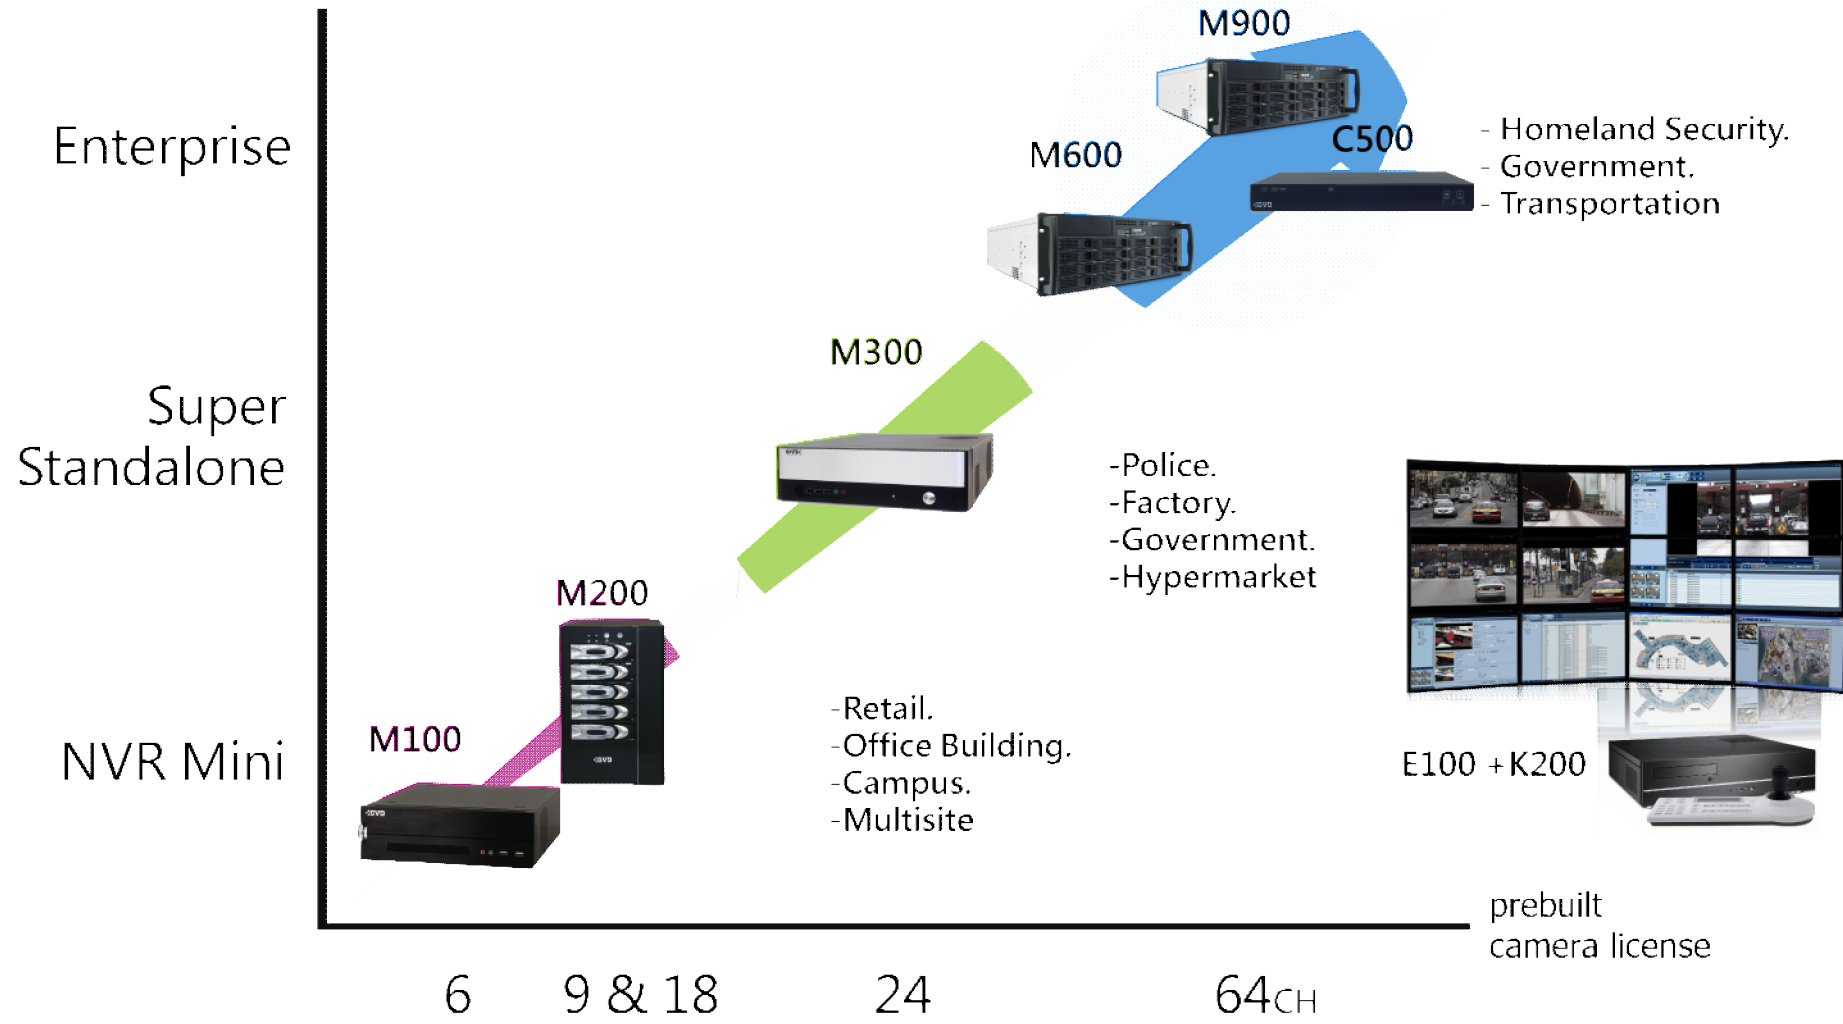 M900
Enterprise
M600
C500
- Homeland Security.
- Government.
- Transportation
M300
Super
Standalone
-Police.
-Factory.
-Government.
-Hypermarket
M200
M100
NVR Mini
-Retail.
-Office Building.
-Campus.
-Multisite
E100 +K200
prebuilt
camera license
6
9 & 18
24
64CH